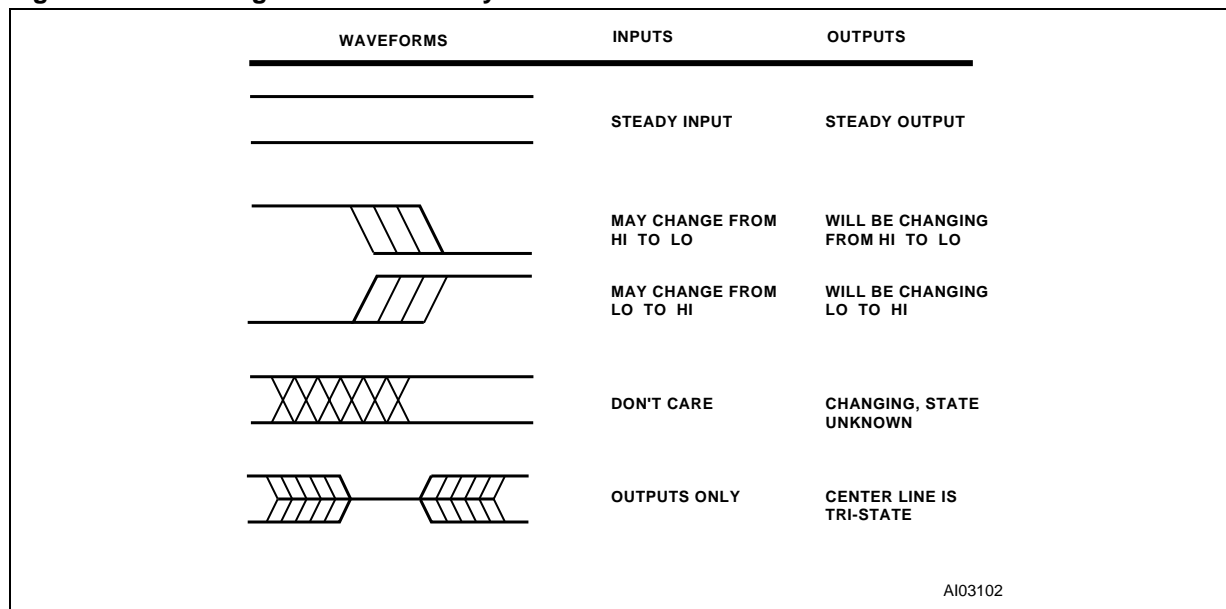 WAVEFORMS INPUTS OUTPUTS
STEADY INPUT STEADY OUTPUT
MAY CHANGE FROM WILL BE CHANGING
HI TO LO FROM HI TO LO
MAY CHANGE FROM WILL BE CHANGING
LO TO HI LO TO HI
DON'T CARE CHANGING, STATE
UNKNOWN
OUTPUTS ONLY CENTER LINE IS
TRI-STATE
AI03102